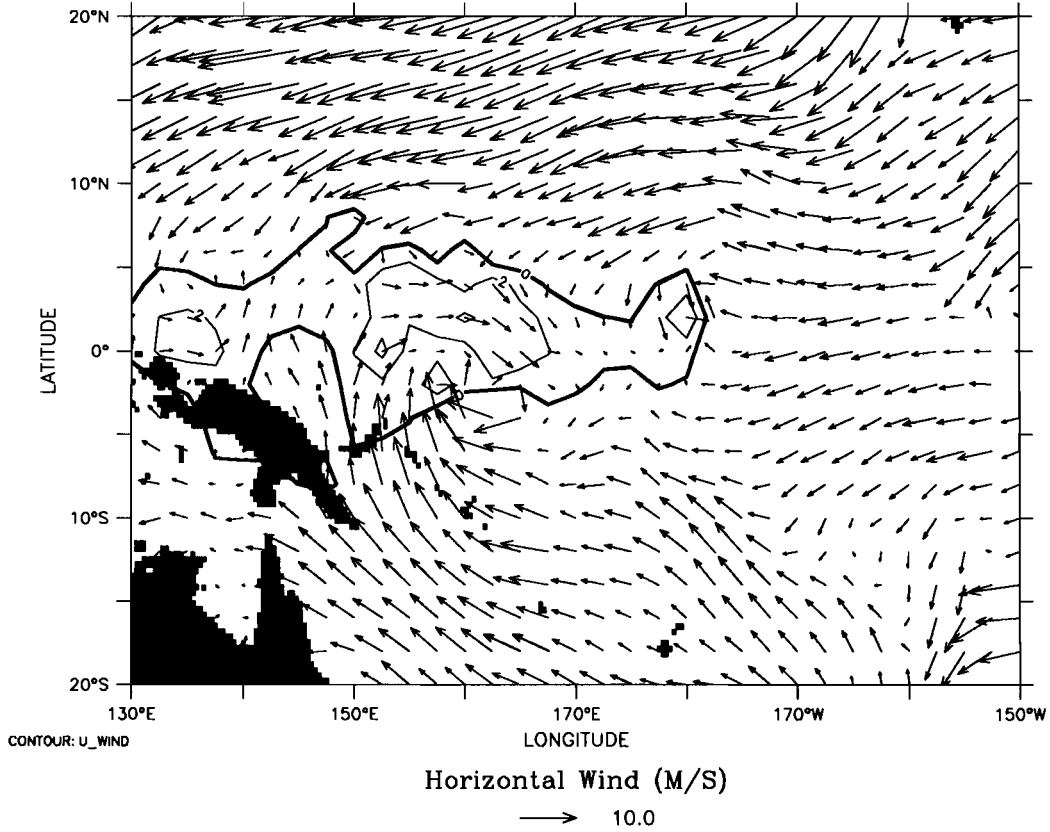 20°N
10°N
0°
10°S
20°S
LATITUDE
0
2
2
0
130°E 150°E 170°E 170°W 150°W
CONTOUR: U_WIND
LONGITUDE
Horizontal Wind (M/S)
10.0